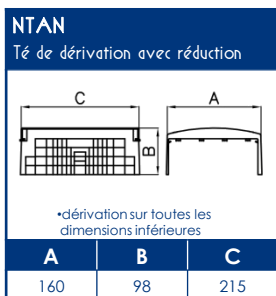 NTAN
Té de dérivation avec réduction
C
A
B
•dérivation sur toutes les
dimensions inférieures
A B C
160 98 215